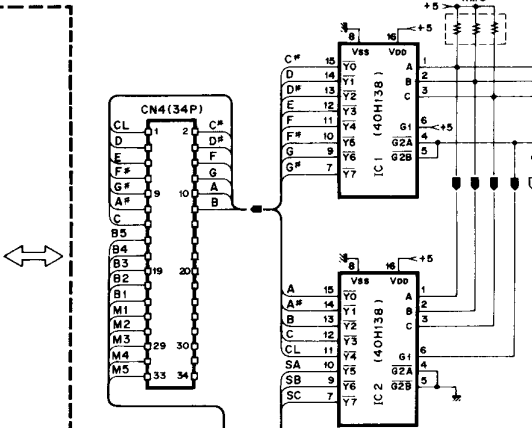 +5
+5
8 16
Vss VDD
C# 15 Y0 A 1
D 14 Y1 B 2
D# 13 Y2 C 3
E 12 Y3
F 11 Y4 G1 6 +5
F# 10 Y5 G2A 4
G 9 Y6 G2B 5
G# 7 Y7
IC1 (40H138)
CN4(34P)
CL 1 2 C#
D D#
E F
F# G
G# 9 10 A
A# B
C
B5
B4
B3 19 20
B2
B1
M1
M2
M3 29 30
M4
M5 33 34
8 16 +5
Vss VDD
A 15 Y0 A 1
A# 14 Y1 B 2
B 13 Y2 C 3
C 12 Y3
CL 11 Y4 G1 6
SA 10 Y5 G2A 4
SB 9 Y6 G2B 5
SC 7 Y7
IC2 (40H138)